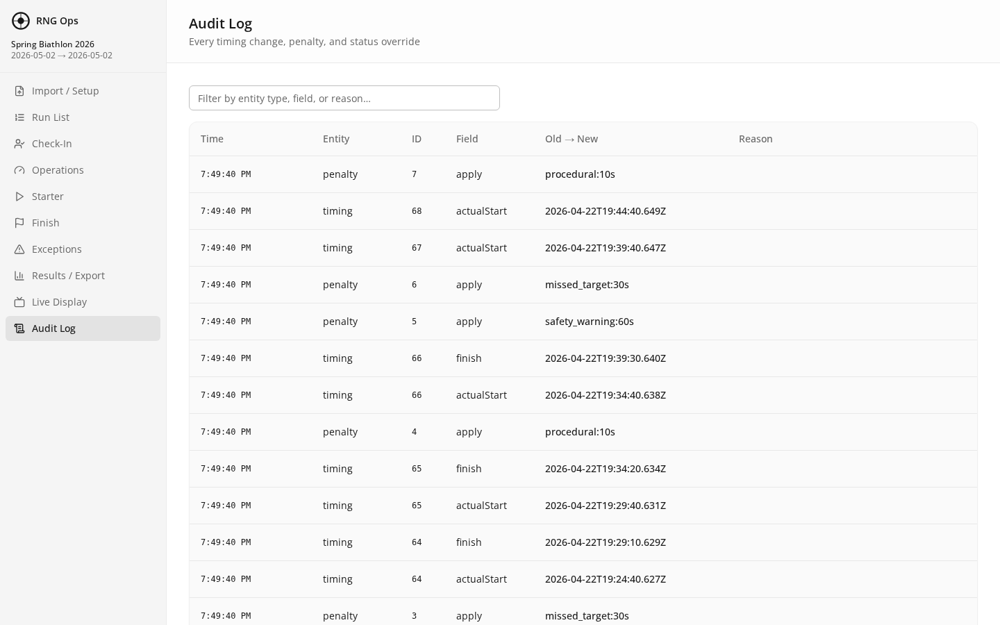 RNG Ops
Spring Biathlon 2026
2026-05-02 → 2026-05-02
Import / Setup
Run List
Check-In
Operations
Starter
Finish
Exceptions
Results / Export
Live Display
Audit Log
Audit Log
Every timing change, penalty, and status override
Filter by entity type, field, or reason...
Time Entity ID Field Old → New Reason
7:49:40 PM penalty 7 apply procedural:10s
7:49:40 PM timing 68 actualStart 2026-04-22T19:44:40.649Z
7:49:40 PM timing 67 actualStart 2026-04-22T19:39:40.647Z
7:49:40 PM penalty 6 apply missed_target:30s
7:49:40 PM penalty 5 apply safety_warning:60s
7:49:40 PM timing 66 finish 2026-04-22T19:39:30.640Z
7:49:40 PM timing 66 actualStart 2026-04-22T19:34:40.638Z
7:49:40 PM penalty 4 apply procedural:10s
7:49:40 PM timing 65 finish 2026-04-22T19:34:20.634Z
7:49:40 PM timing 65 actualStart 2026-04-22T19:29:40.631Z
7:49:40 PM timing 64 finish 2026-04-22T19:29:10.629Z
7:49:40 PM timing 64 actualStart 2026-04-22T19:24:40.627Z
7:49:40 PM penalty 3 apply missed_target:30s